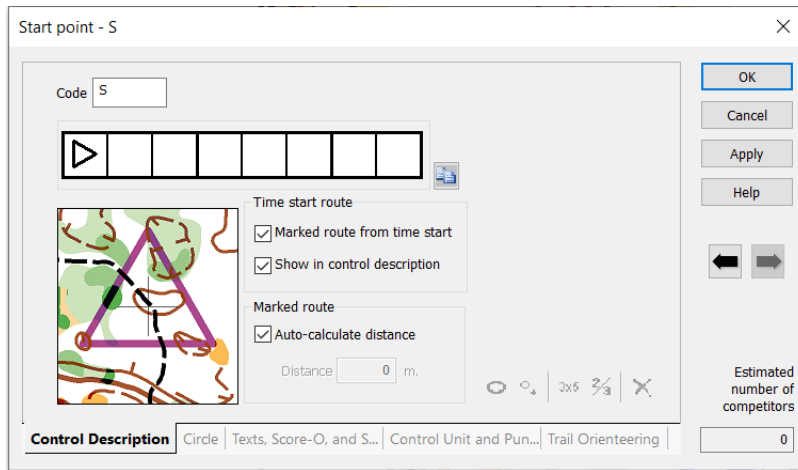 Start point - S
Code S
Time start route
Marked route from time start
Show in control description
Marked route
Auto-calculate distance
Distance 0 m.
3x5 2/3
Control Description Circle Texts, Score-O, and S... Control Unit and Pun... Trail Orienteering
OK
Cancel
Apply
Help
Estimated
number of
competitors
0